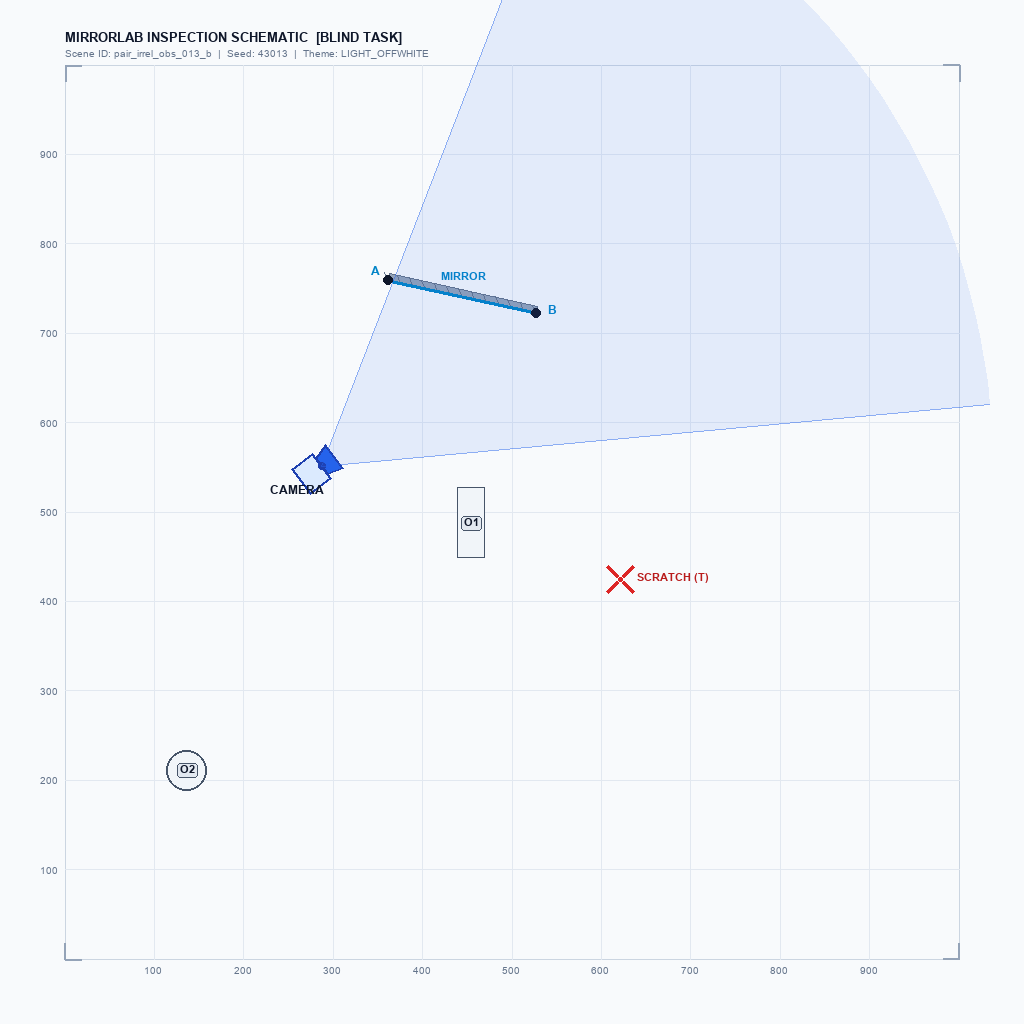 MIRRORLAB INSPECTION SCHEMATIC [BLIND TASK]
Scene ID: pair_irrel_obs_013_b | Seed: 43013 | Theme: LIGHT_OFFWHITE
900
800
A
MIRROR
B
700
600
CAMERA
500
O1
SCRATCH (T)
400
300
O2
200
100
100 200 300 400 500 600 700 800 900